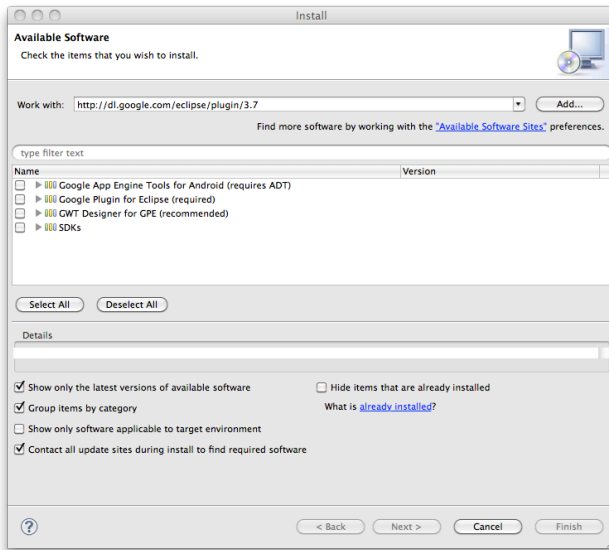 Install
Available Software
Check the items that you wish to install.
Work with: http://dl.google.com/eclipse/plugin/3.7 Add...
Find more software by working with the "Available Software Sites" preferences.
type filter text
Name Version
Google App Engine Tools for Android (requires ADT)
Google Plugin for Eclipse (required)
GWT Designer for GPE (recommended)
SDKs
Select All Deselect All
Details
Show only the latest versions of available software Hide items that are already installed
Group items by category What is already installed?
Show only software applicable to target environment
Contact all update sites during install to find required software
? < Back Next > Cancel Finish